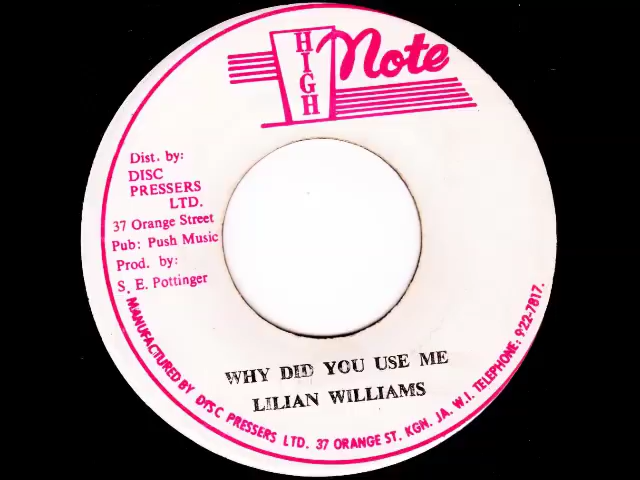 HIGH
Note
Dist. by:
DISC
PRESSERS
LTD.
37 Orange Street
Pub: Push Music
Prod. by:
S. E. Pottinger
WHY DID YOU USE ME
LILIAN WILLIAMS
MANUFACTURED BY DISC PRESSERS LTD. 37 ORANGE ST. KGN. JA. W.I. TELEPHONE: 922-7817.